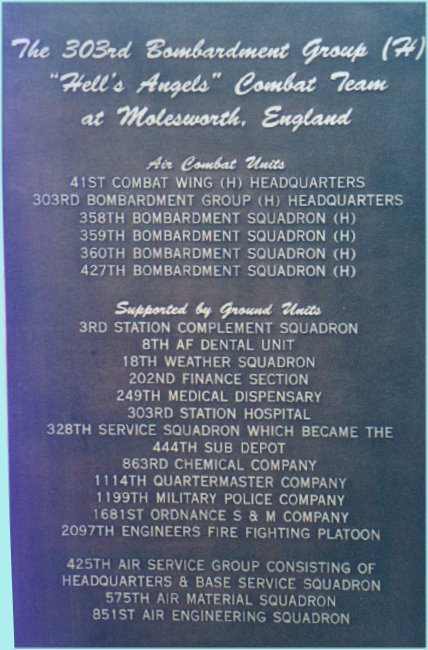 The 303rd Bombardment Group (H)
"Hell's Angels" Combat Team
at Molesworth, England
Air Combat Units
41ST COMBAT WING (H) HEADQUARTERS
303RD BOMBARDMENT GROUP (H) HEADQUARTERS
358TH BOMBARDMENT SQUADRON (H)
359TH BOMBARDMENT SQUADRON (H)
360TH BOMBARDMENT SQUADRON (H)
427TH BOMBARDMENT SQUADRON (H)
Supported by Ground Units
3RD STATION COMPLEMENT SQUADRON
8TH AF DENTAL UNIT
18TH WEATHER SQUADRON
202ND FINANCE SECTION
249TH MEDICAL DISPENSARY
303RD STATION HOSPITAL
328TH SERVICE SQUADRON WHICH BECAME THE
444TH SUB DEPOT
863RD CHEMICAL COMPANY
1114TH QUARTERMASTER COMPANY
1199TH MILITARY POLICE COMPANY
1681ST ORDNANCE S & M COMPANY
2097TH ENGINEERS FIRE FIGHTING PLATOON
425TH AIR SERVICE GROUP CONSISTING OF
HEADQUARTERS & BASE SERVICE SQUADRON
575TH AIR MATERIAL SQUADRON
851ST AIR ENGINEERING SQUADRON